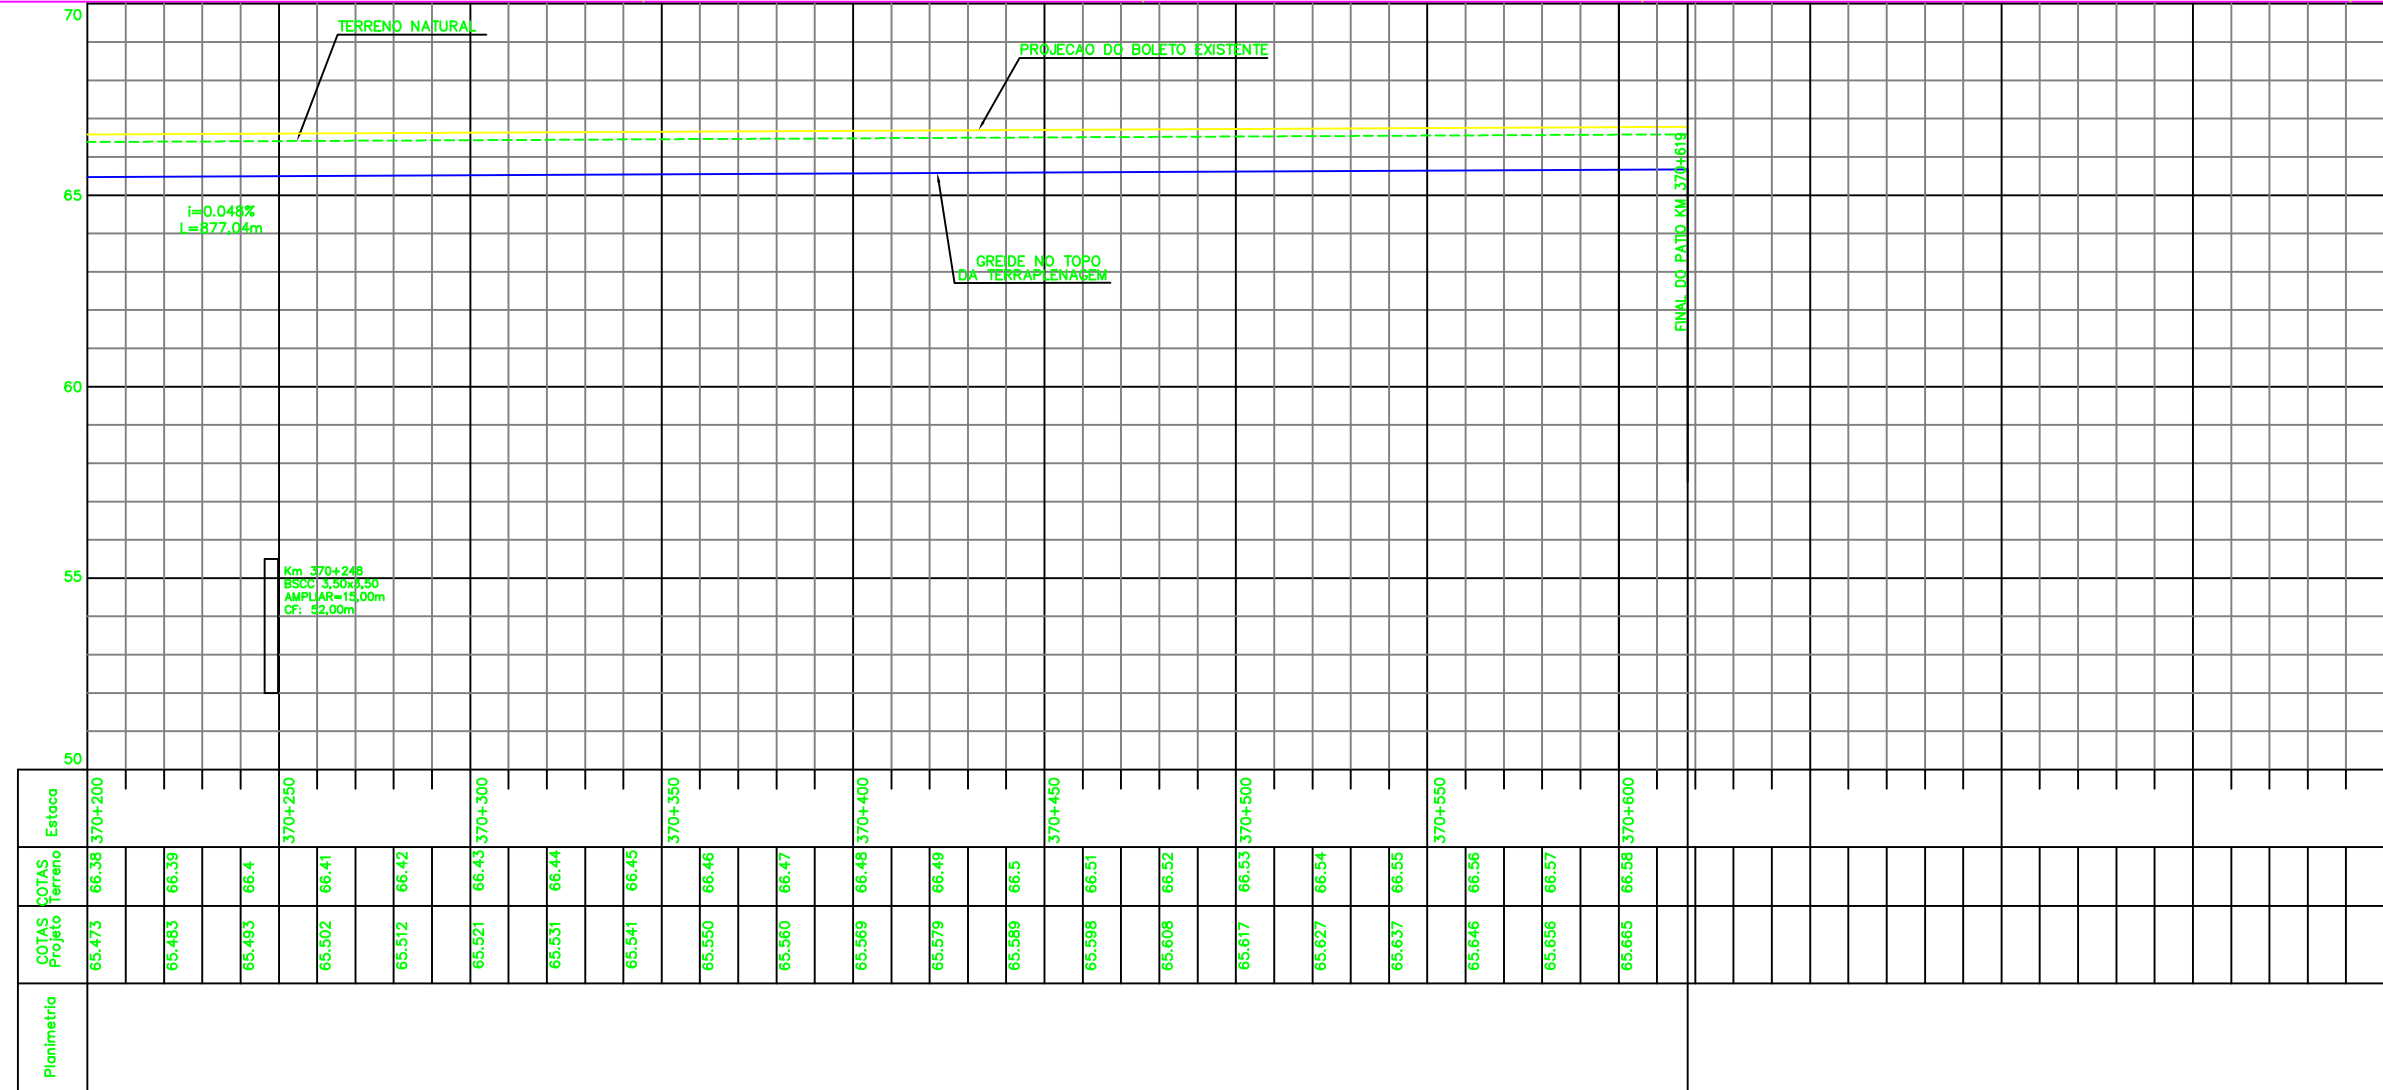 70
TERRENO NATURAL
PROJECAO DO BOLETO EXISTENTE
65
i=0.048%
L=877,04m
GREIDE NO TOPO
DA TERRAPLENAGEM
FINAL DO PATIO KM 370+619
60
55
Km 370+248
BSCC 3,50x3,50
AMPLIAR=15,00m
CF: 52,00m
50
Estaca
370+200 370+250 370+300 370+350 370+400 370+450 370+500 370+550 370+600
COTAS
Terreno
66.38 66.39 66.4 66.41 66.42 66.43 66.44 66.45 66.46 66.47 66.48 66.49 66.5 66.51 66.52 66.53 66.54 66.55 66.56 66.57 66.58
COTAS
Projeto
65.473 65.483 65.493 65.502 65.512 65.521 65.531 65.541 65.550 65.560 65.569 65.579 65.589 65.598 65.608 65.617 65.627 65.637 65.646 65.656 65.665
Planimetria